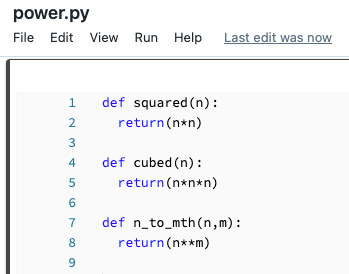 power.py
File Edit View Run Help Last edit was now
1 def squared(n):
2   return(n*n)
3
4 def cubed(n):
5   return(n*n*n)
6
7 def n_to_mth(n,m):
8   return(n**m)
9